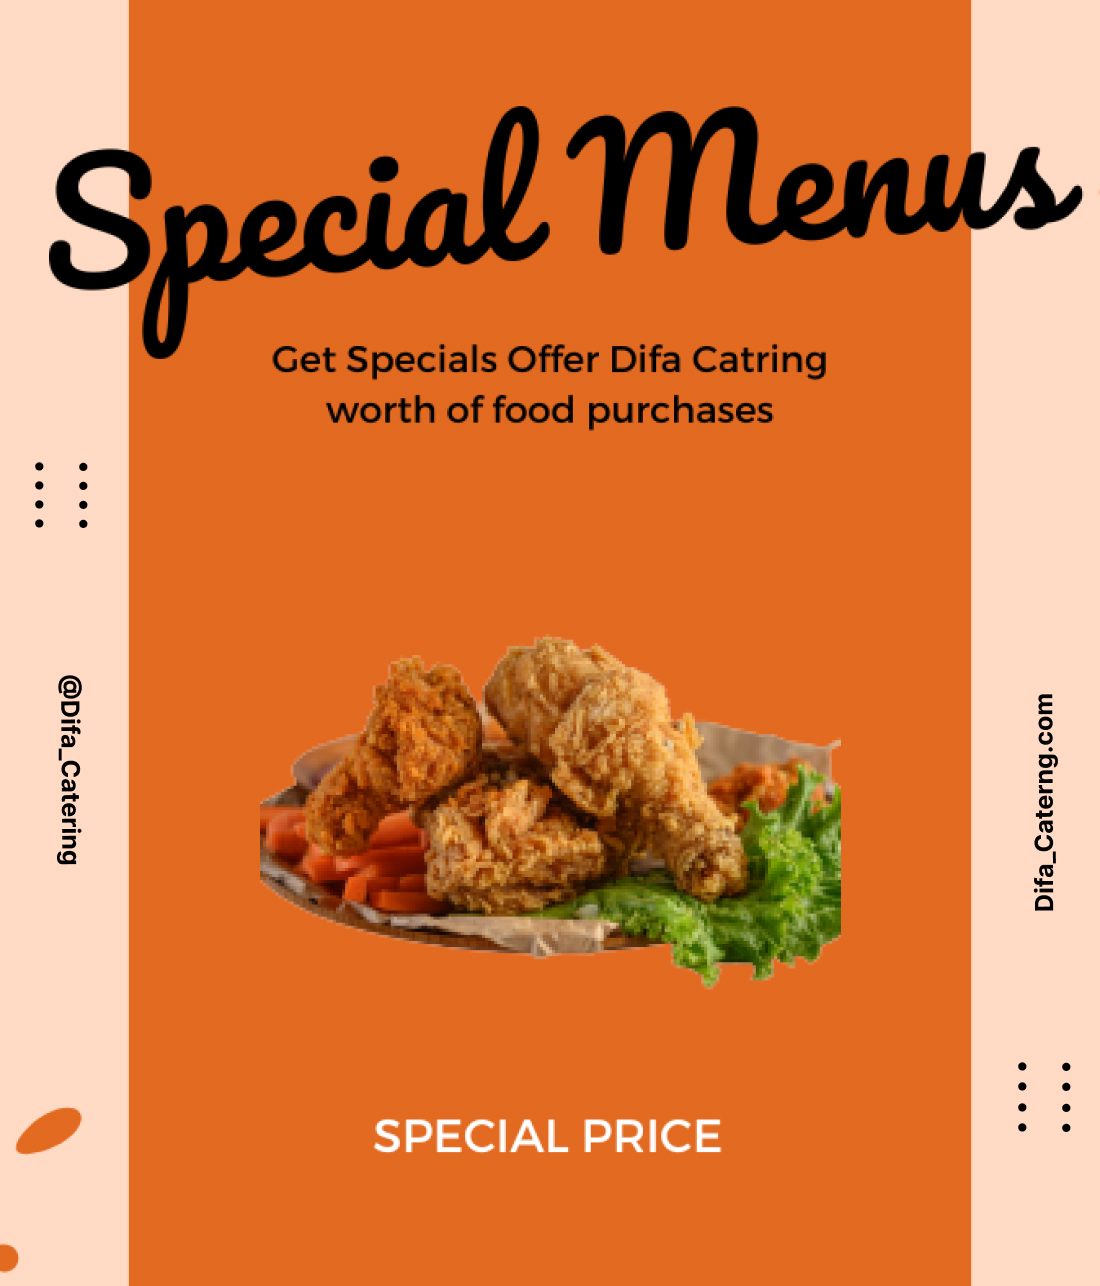 Special Menus
Get Specials Offer Difa Catring
worth of food purchases
@Difa_Catering
Difa_Caterng.com
SPECIAL PRICE